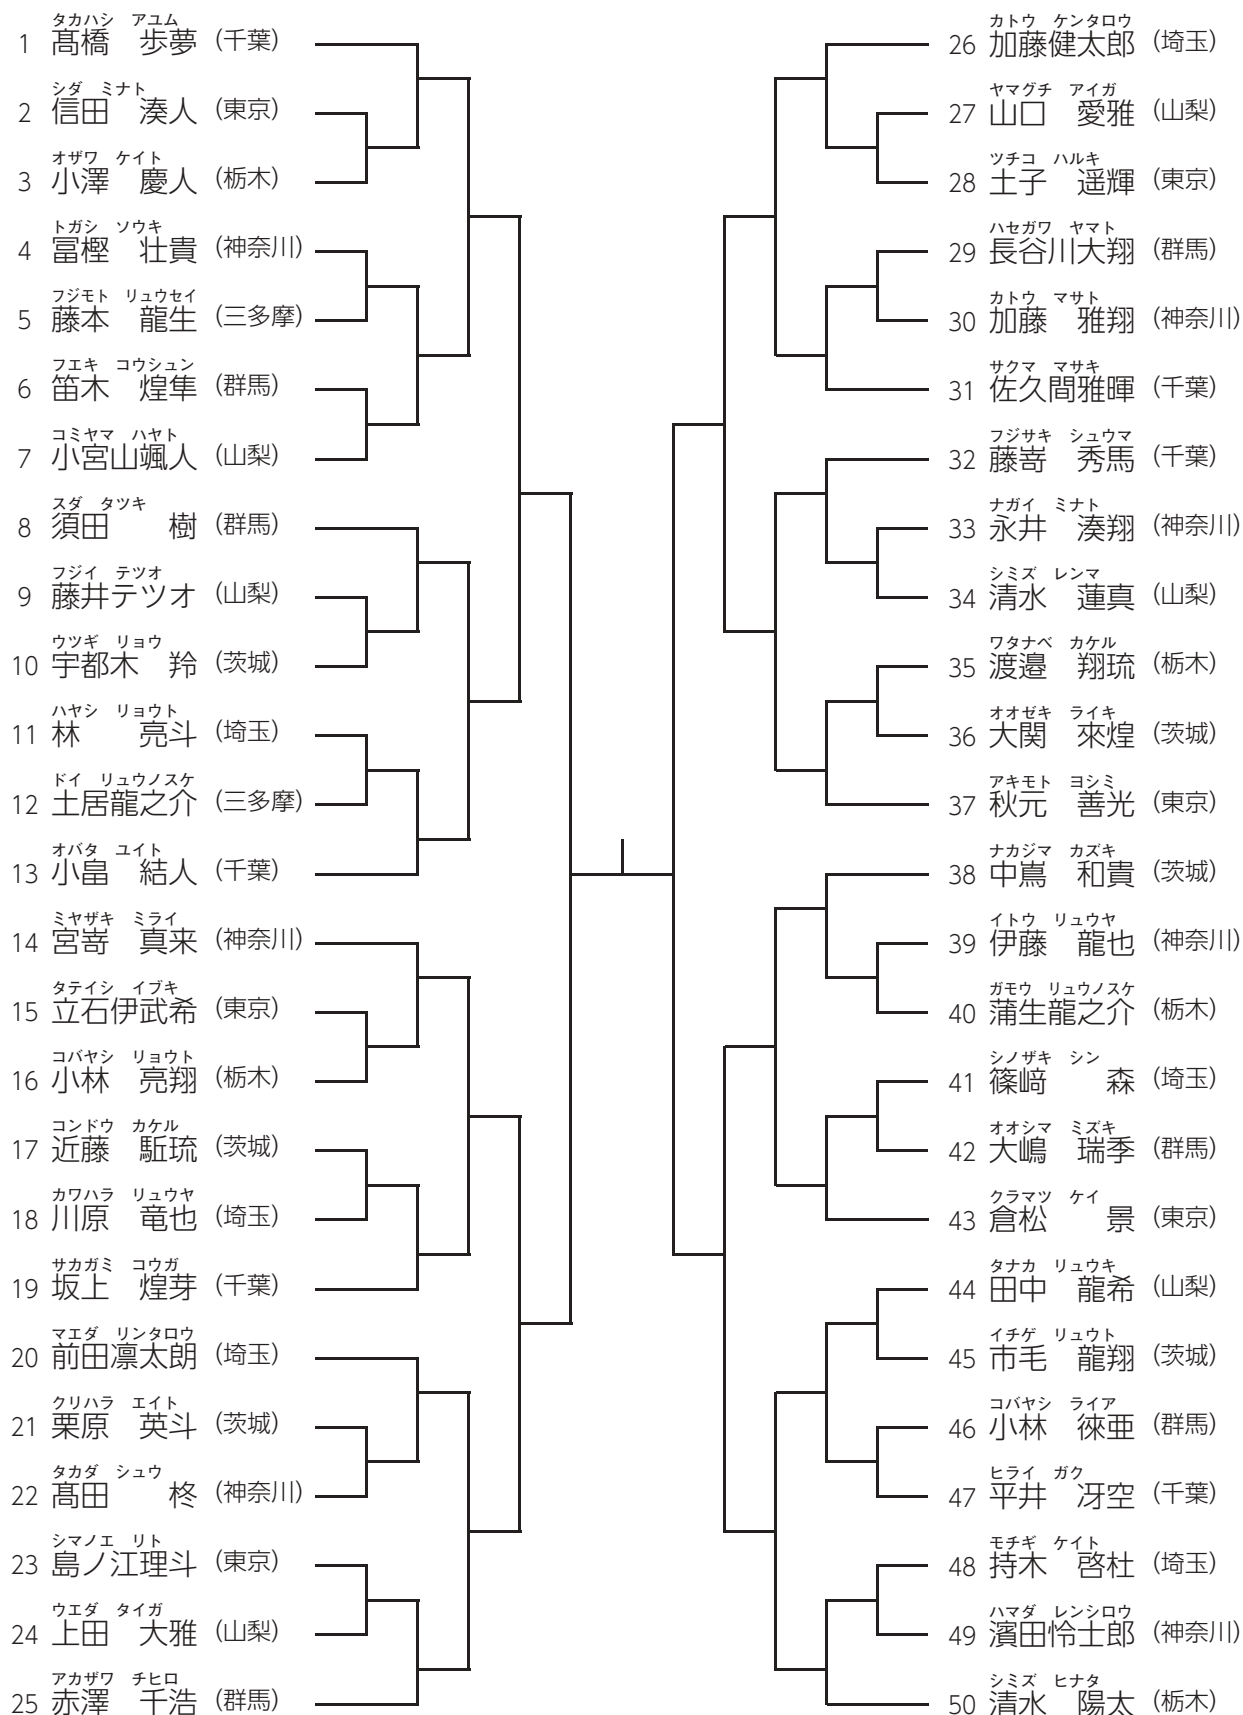 タカハシ　アユム
1 髙橋　歩夢 (千葉)
シダ　ミナト
2 信田　湊人 (東京)
オザワ　ケイト
3 小澤　慶人 (栃木)
トガシ　ソウキ
4 冨樫　壮貴 (神奈川)
フジモト　リュウセイ
5 藤本　龍生 (三多摩)
フエキ　コウシュン
6 笛木　煌隼 (群馬)
コミヤマ　ハヤト
7 小宮山颯人 (山梨)
スダ　タツキ
8 須田　　樹 (群馬)
フジイ　テツオ
9 藤井テツオ (山梨)
ウツギ　リョウ
10 宇都木　羚 (茨城)
ハヤシ　リョウト
11 林　　亮斗 (埼玉)
ドイ　リュウノスケ
12 土居龍之介 (三多摩)
オバタ　ユイト
13 小畠　結人 (千葉)
ミヤザキ　ミライ
14 宮嵜　真来 (神奈川)
タテイシ　イブキ
15 立石伊武希 (東京)
コバヤシ　リョウト
16 小林　亮翔 (栃木)
コンドウ　カケル
17 近藤　駈琉 (茨城)
カワハラ　リュウヤ
18 川原　竜也 (埼玉)
サカガミ　コウガ
19 坂上　煌芽 (千葉)
マエダ　リンタロウ
20 前田凛太朗 (埼玉)
クリハラ　エイト
21 栗原　英斗 (茨城)
タカダ　シュウ
22 髙田　　柊 (神奈川)
シマノエ　リト
23 島ノ江理斗 (東京)
ウエダ　タイガ
24 上田　大雅 (山梨)
アカザワ　チヒロ
25 赤澤　千浩 (群馬)
カトウ　ケンタロウ
26 加藤健太郎 (埼玉)
ヤマグチ　アイガ
27 山口　愛雅 (山梨)
ツチコ　ハルキ
28 土子　遥輝 (東京)
ハセガワ　ヤマト
29 長谷川大翔 (群馬)
カトウ　マサト
30 加藤　雅翔 (神奈川)
サクマ　マサキ
31 佐久間雅暉 (千葉)
フジサキ　シュウマ
32 藤嵜　秀馬 (千葉)
ナガイ　ミナト
33 永井　湊翔 (神奈川)
シミズ　レンマ
34 清水　蓮真 (山梨)
ワタナベ　カケル
35 渡邉　翔琉 (栃木)
オオゼキ　ライキ
36 大関　來煌 (茨城)
アキモト　ヨシミ
37 秋元　善光 (東京)
ナカジマ　カズキ
38 中嶌　和貴 (茨城)
イトウ　リュウヤ
39 伊藤　龍也 (神奈川)
ガモウ　リュウノスケ
40 蒲生龍之介 (栃木)
シノザキ　シン
41 篠﨑　　森 (埼玉)
オオシマ　ミズキ
42 大嶋　瑞季 (群馬)
クラマツ　ケイ
43 倉松　　景 (東京)
タナカ　リュウキ
44 田中　龍希 (山梨)
イチゲ　リュウト
45 市毛　龍翔 (茨城)
コバヤシ　ライア
46 小林　徠亜 (群馬)
ヒライ　ガク
47 平井　冴空 (千葉)
モチギ　ケイト
48 持木　啓杜 (埼玉)
ハマダ　レンシロウ
49 濱田怜士郎 (神奈川)
シミズ　ヒナタ
50 清水　陽太 (栃木)